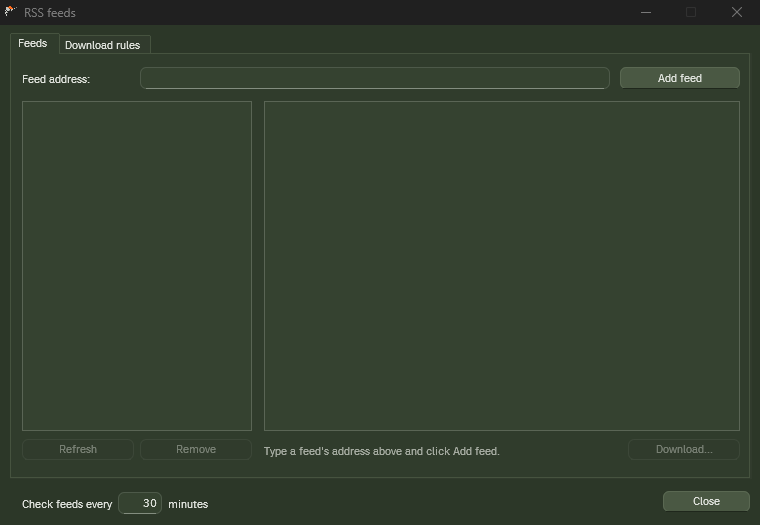 RSS feeds
Feeds
Download rules
Feed address:
Add feed
Refresh
Remove
Type a feed's address above and click Add feed.
Download...
Check feeds every 30 minutes
Close